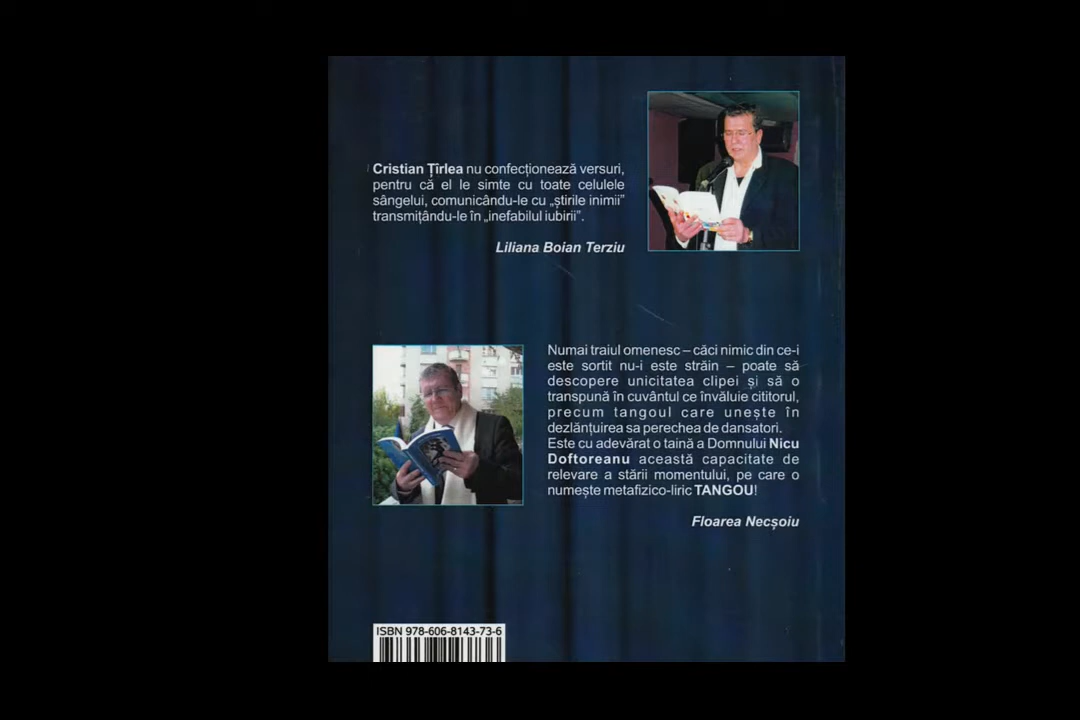 Cristian Țîrlea nu confecționează versuri,
pentru că el le simte cu toate celulele
sângelui, comunicându-le cu „știrile inimii”
transmițându-le în „inefabilul iubirii”.
Liliana Boian Terziu
Numai traiul omenesc – căci nimic din ce-i
este sortit nu-i este străin – poate să
descopere unicitatea clipei și să o
transpună în cuvântul ce învăluie cititorul,
precum tangoul care unește în
dezlănțuirea sa perechea de dansatori.
Este cu adevărat o taină a Domnului Nicu
Doftoreanu această capacitate de
relevare a stării momentului, pe care o
numește metafizico-liric TANGOU!
Floarea Necșoiu
ISBN 978-606-8143-73-6